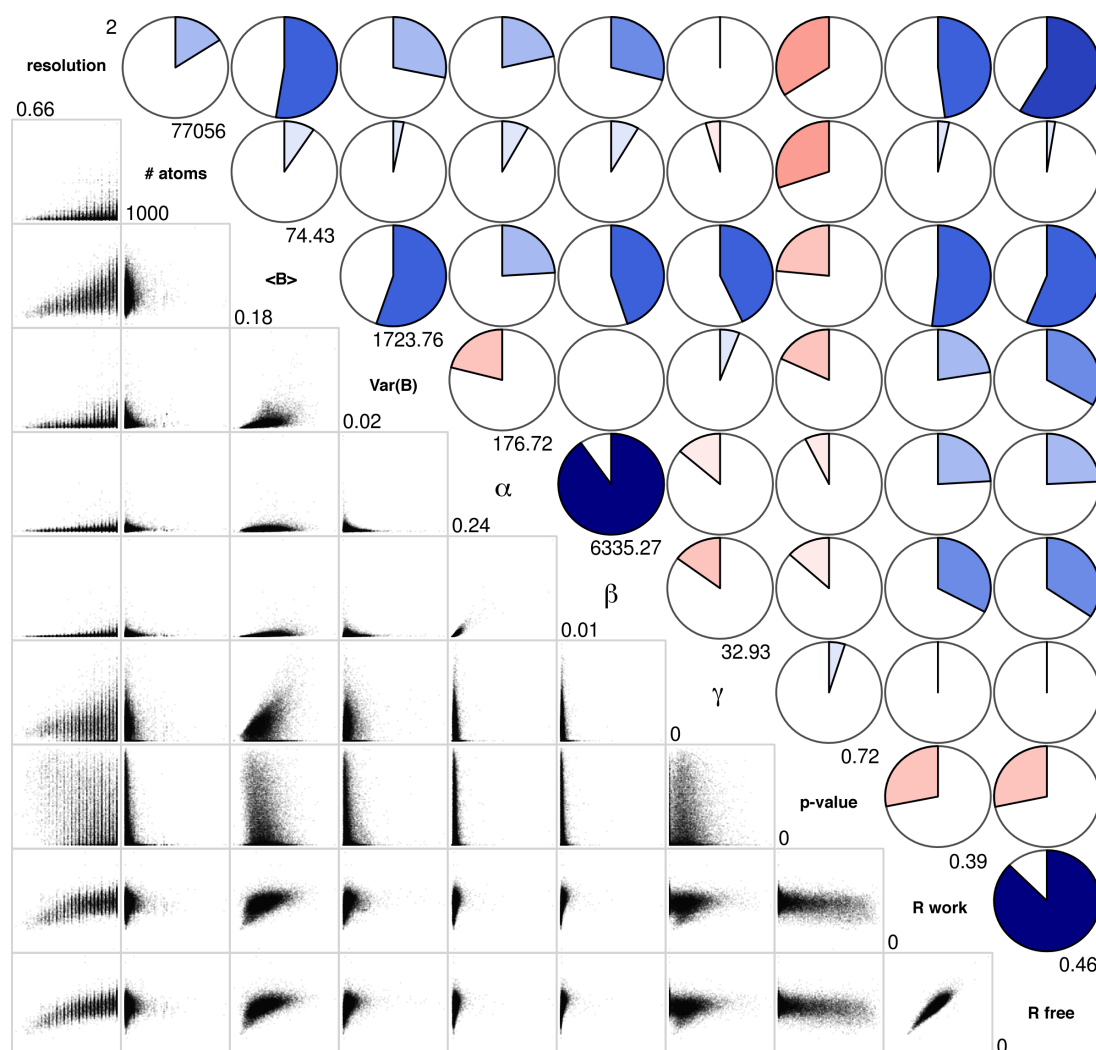 2
resolution
0.66
77056
# atoms
1000
74.43
<B>
0.18
1723.76
Var(B)
0.02
176.72
α
0.24
6335.27
β
0.01
32.93
γ
0
0.72
p-value
0
0.39
R work
0
0.46
R free
0